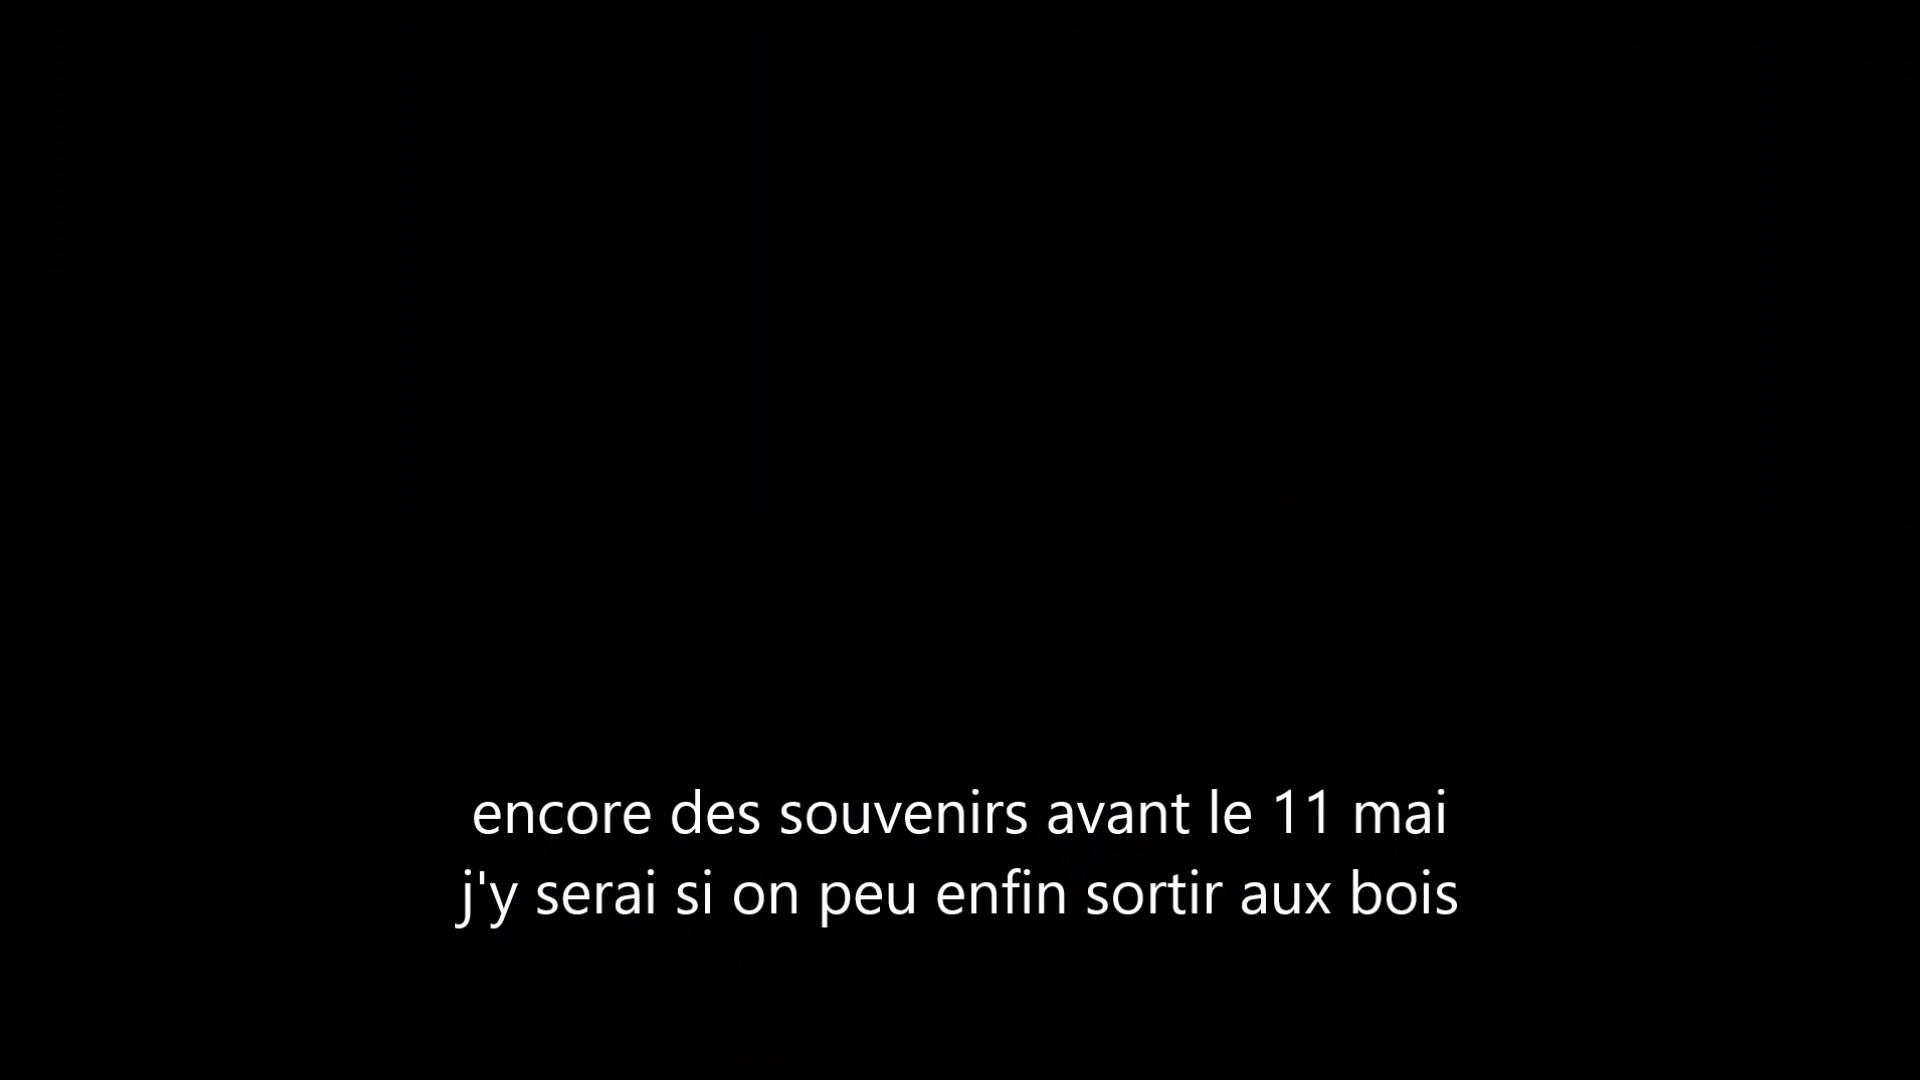 encore des souvenirs avant le 11 mai
j'y serai si on peu enfin sortir aux bois